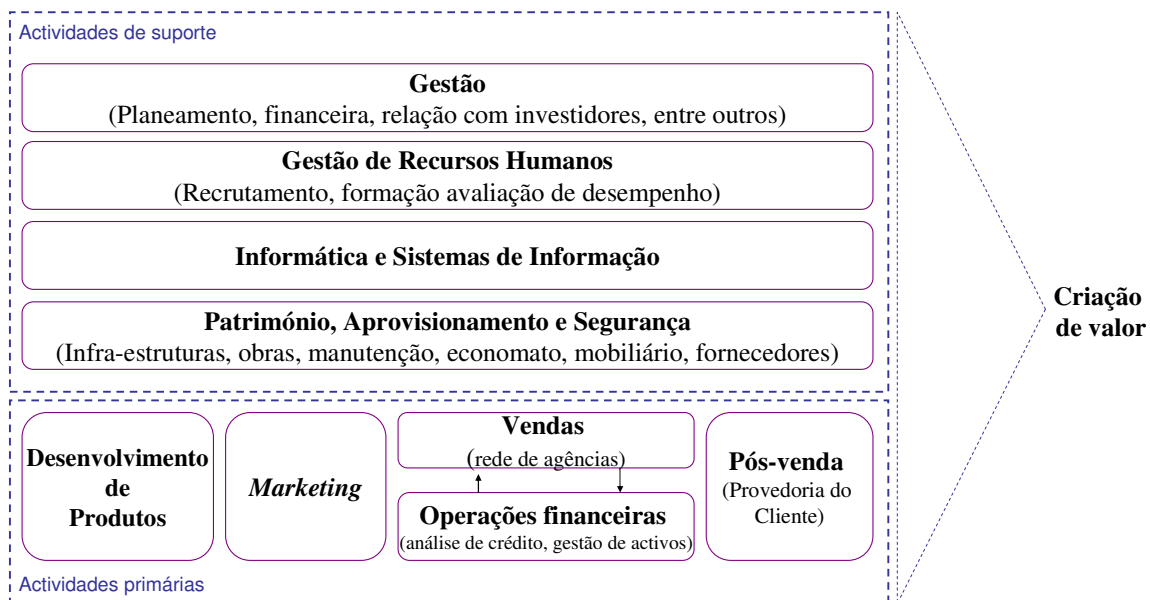 Actividades de suporte
Gestão
(Planeamento, financeira, relação com investidores, entre outros)
Gestão de Recursos Humanos
(Recrutamento, formação avaliação de desempenho)
Informática e Sistemas de Informação
Património, Aprovisionamento e Segurança
(Infra-estruturas, obras, manutenção, economato, mobiliário, fornecedores)
Criação
de valor
Desenvolvimento
de
Produtos
Marketing
Vendas
(rede de agências)
Operações financeiras
(análise de crédito, gestão de activos)
Pós-venda
(Provedoria do
Cliente)
Actividades primárias